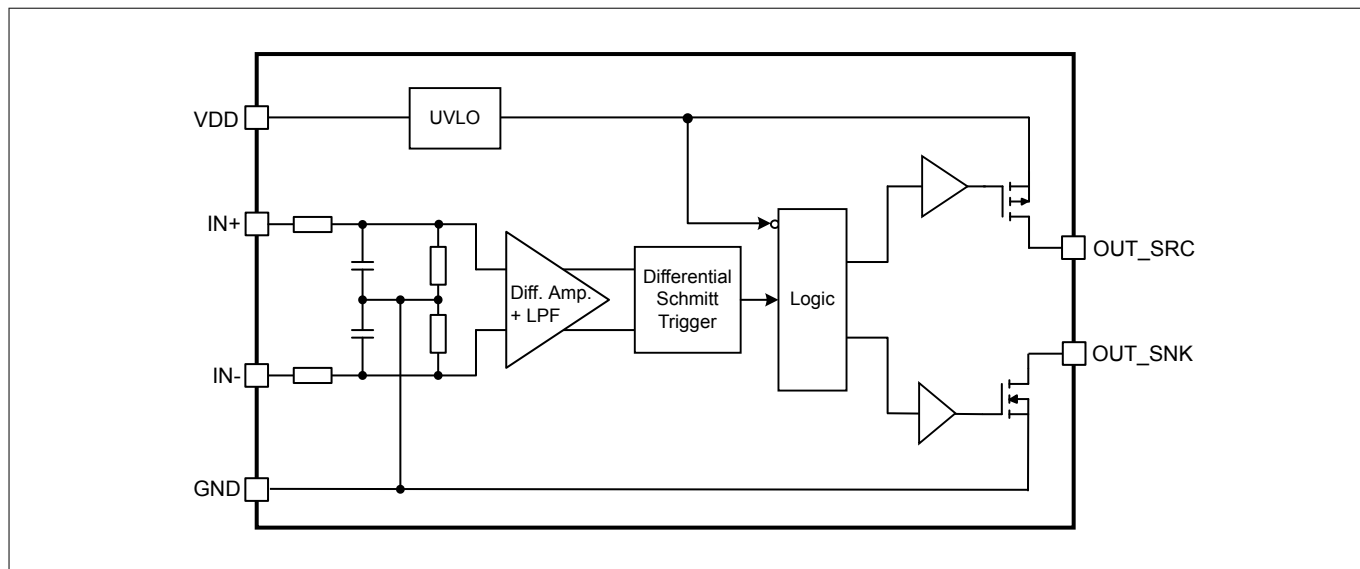 VDD
UVLO
IN+
Diff. Amp.
+ LPF
Differential
Schmitt
Trigger
Logic
OUT_SRC
OUT_SNK
IN-
GND